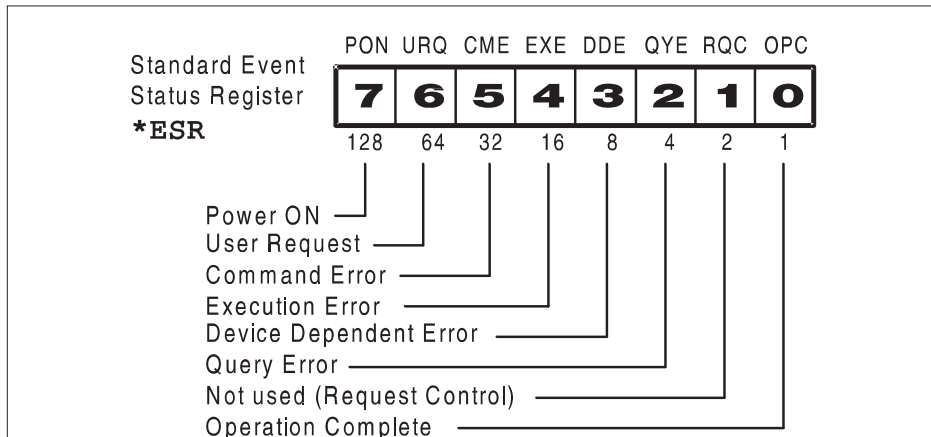 PON URQ CME EXE DDE QYE RQC OPC
Standard Event
Status Register
*ESR
7 6 5 4 3 2 1 0
128 64 32 16 8 4 2 1
Power ON
User Request
Command Error
Execution Error
Device Dependent Error
Query Error
Not used (Request Control)
Operation Complete